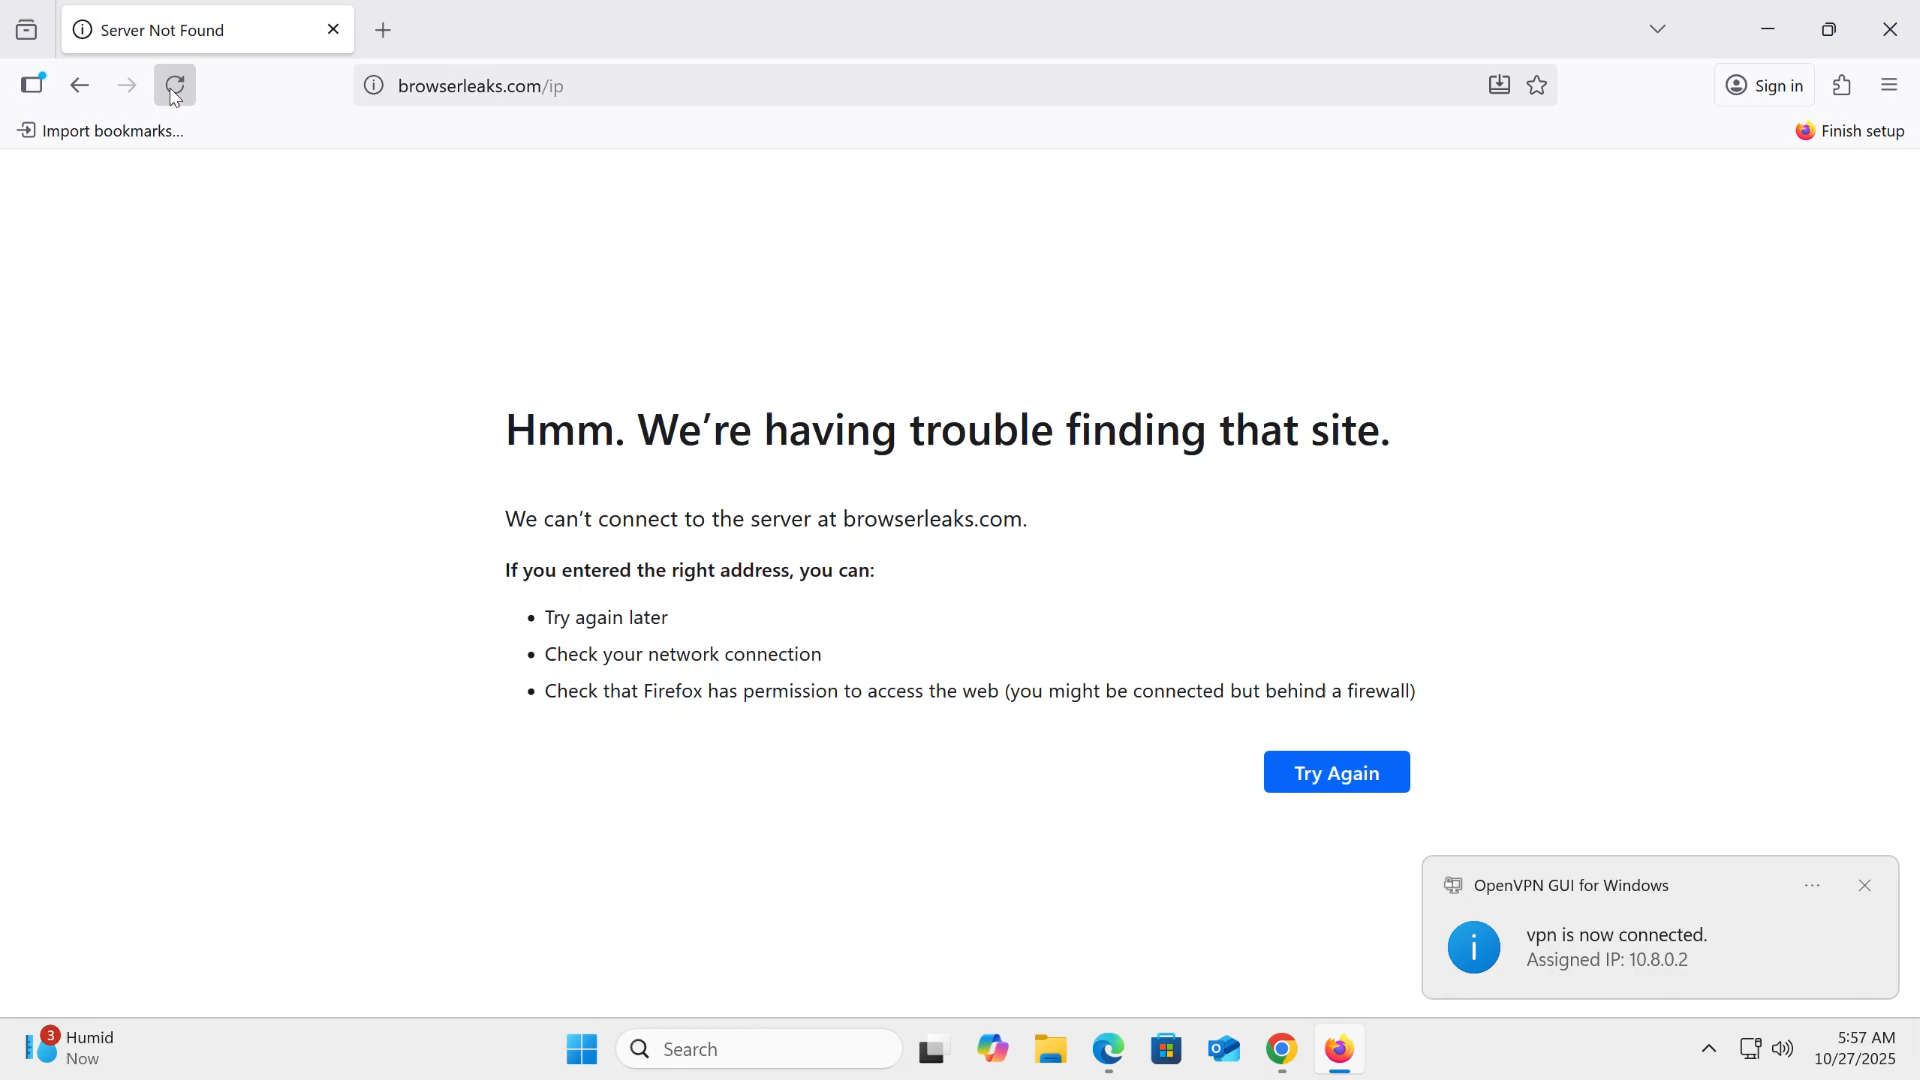 Server Not Found
browserleaks.com/ip
Sign in
Import bookmarks...
Finish setup
Hmm. We're having trouble finding that site.
We can't connect to the server at browserleaks.com.
If you entered the right address, you can:
• Try again later
• Check your network connection
• Check that Firefox has permission to access the web (you might be connected but behind a firewall)
Try Again
OpenVPN GUI for Windows
vpn is now connected.
Assigned IP: 10.8.0.2
3
Humid
Now
Search
5:57 AM
10/27/2025